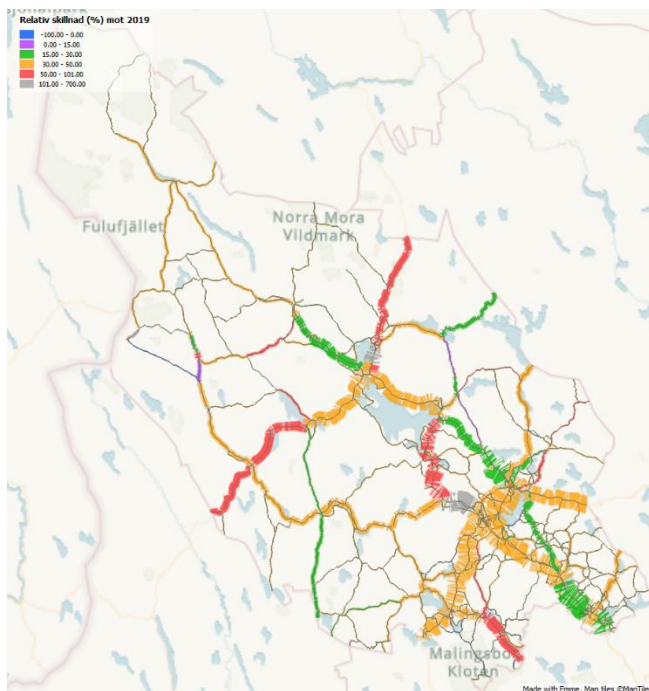 Relativ skillnad (%) mot 2019
-100.00 - 0.00
0.00 - 15.00
15.00 - 30.00
30.00 - 50.00
50.00 - 101.00
101.00 - 700.00
Fulufjället
Norra Mora
Vildmark
Kloten
Made with Emme, Map tiles ©MapTile